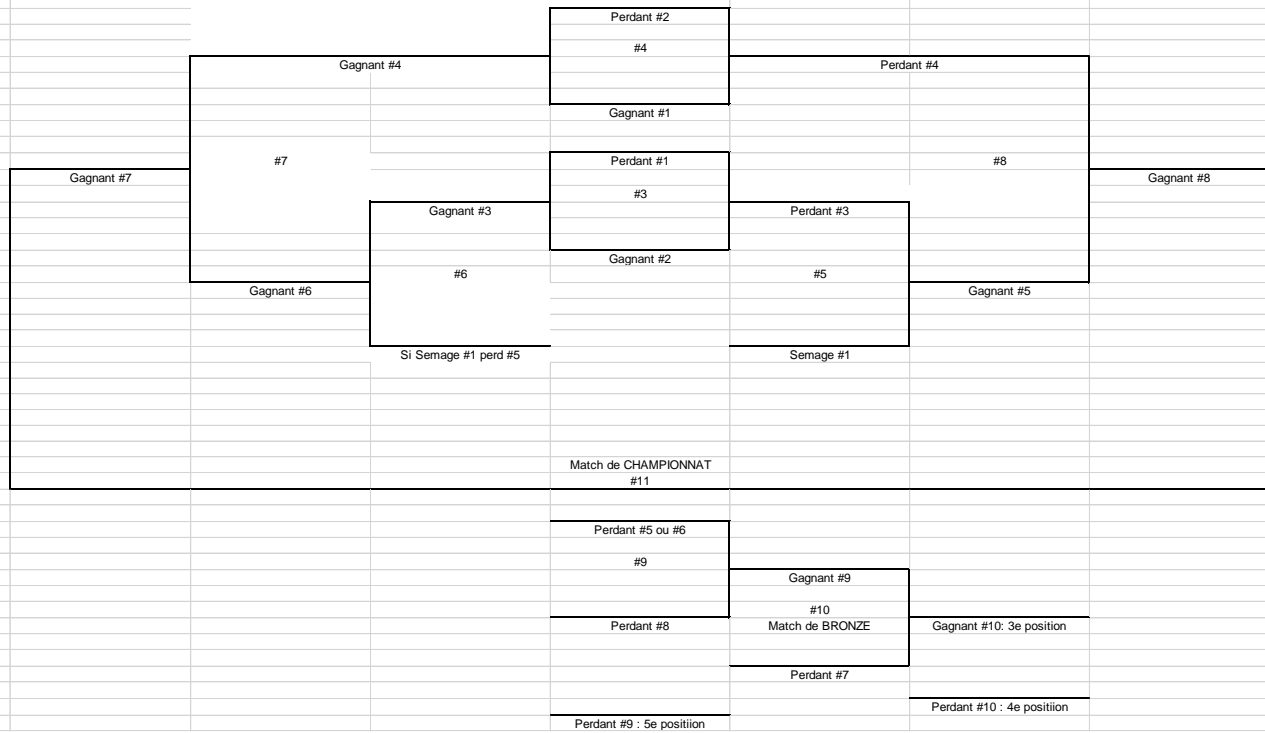 Perdant #2
#4
Gagnant #4
Perdant #4
Gagnant #1
#7
Perdant #1
#8
Gagnant #7
Gagnant #8
#3
Gagnant #3
Perdant #3
Gagnant #2
#6
#5
Gagnant #6
Gagnant #5
Si Semage #1 perd #5
Semage #1
Match de CHAMPIONNAT
#11
Perdant #5 ou #6
#9
Gagnant #9
#10
Perdant #8
Match de BRONZE
Gagnant #10: 3e position
Perdant #7
Perdant #10 : 4e positiion
Perdant #9 : 5e positiion